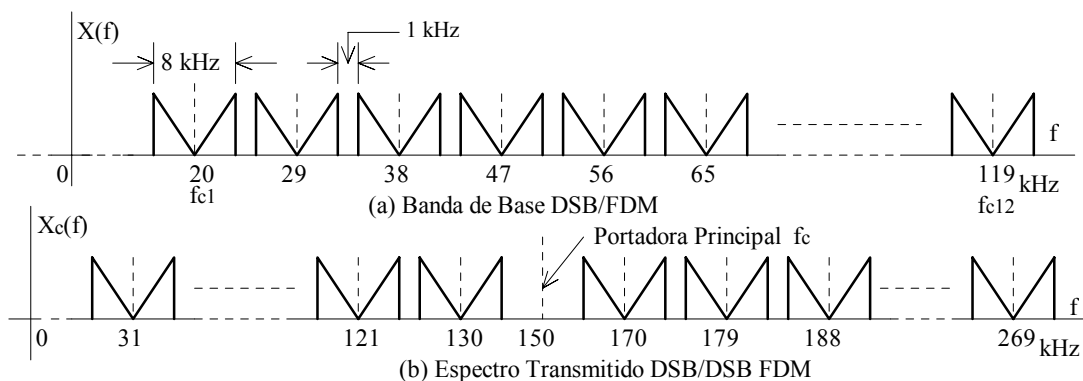 X(f)
1 kHz
8 kHz
f
0 20 29 38 47 56 65 119 kHz
fc1 fc12
(a) Banda de Base DSB/FDM
Xc(f)
Portadora Principal fc
f
0 31 121 130 150 170 179 188 269 kHz
(b) Espectro Transmitido DSB/DSB FDM